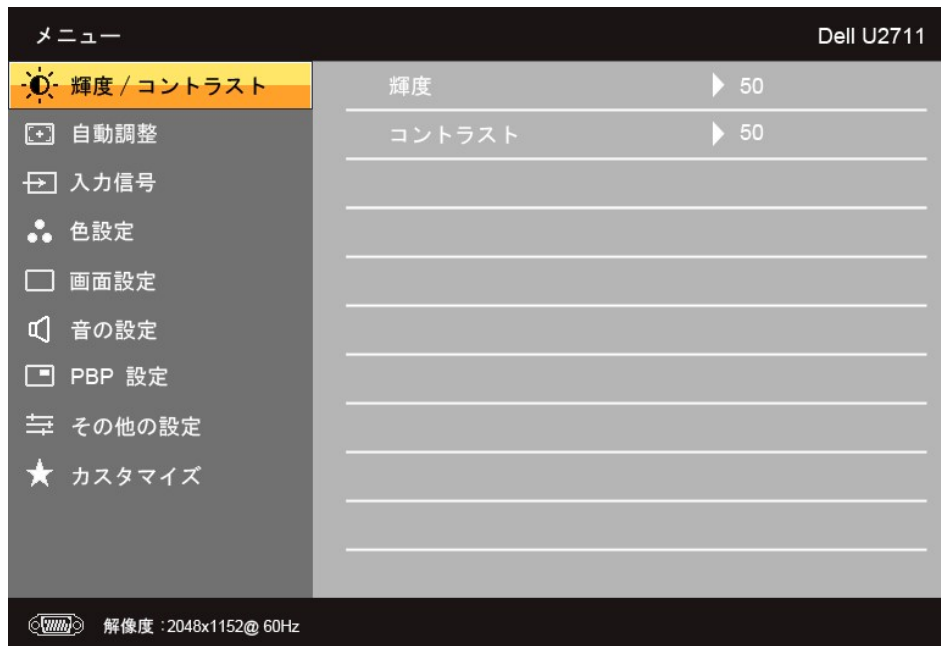 メニュー
Dell U2711
輝度 / コントラスト
輝度 50
自動調整
コントラスト 50
入力信号
色設定
画面設定
音の設定
PBP 設定
その他の設定
カスタマイズ
解像度 :2048x1152@ 60Hz